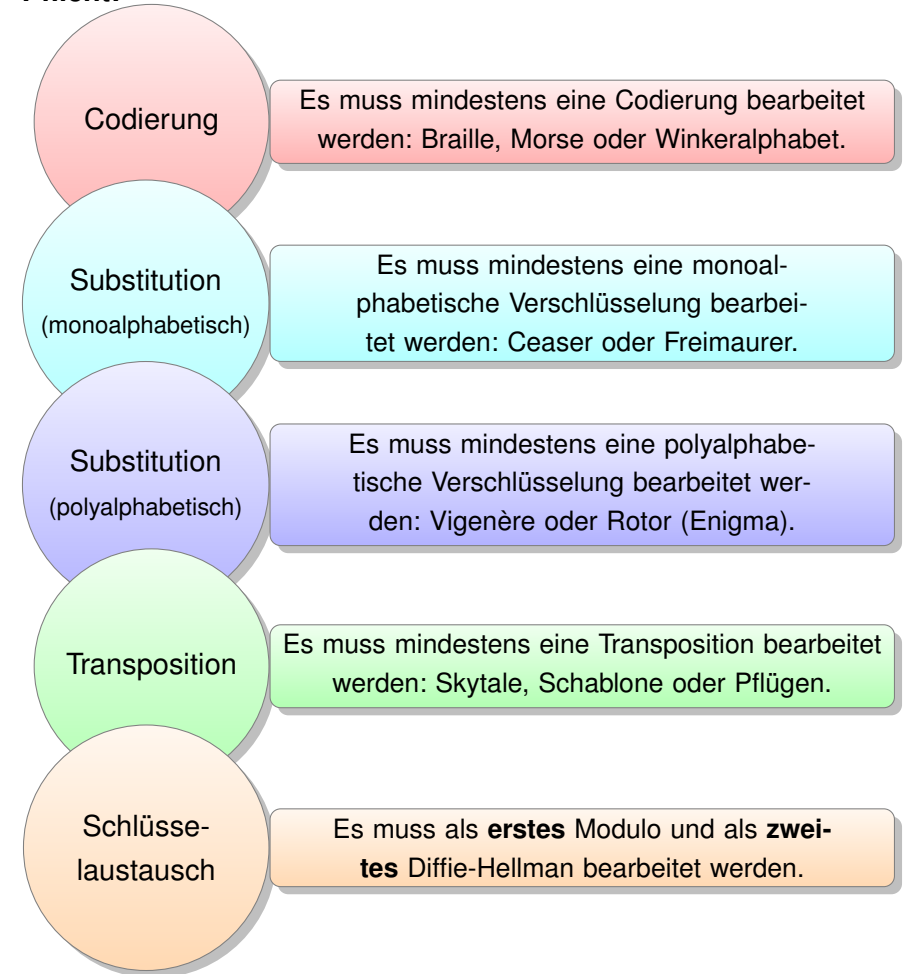 Codierung
Es muss mindestens eine Codierung bearbeitet
werden: Braille, Morse oder Winkeralphabet.
Substitution
(monoalphabetisch)
Es muss mindestens eine monoal-
phabetische Verschlüsselung bearbei-
tet werden: Ceaser oder Freimaurer.
Substitution
(polyalphabetisch)
Es muss mindestens eine polyalphabe-
tische Verschlüsselung bearbeitet wer-
den: Vigenère oder Rotor (Enigma).
Transposition
Es muss mindestens eine Transposition bearbeitet
werden: Skytale, Schablone oder Pflügen.
Schlüsse-
laustausch
Es muss als erstes Modulo und als zwei-
tes Diffie-Hellman bearbeitet werden.